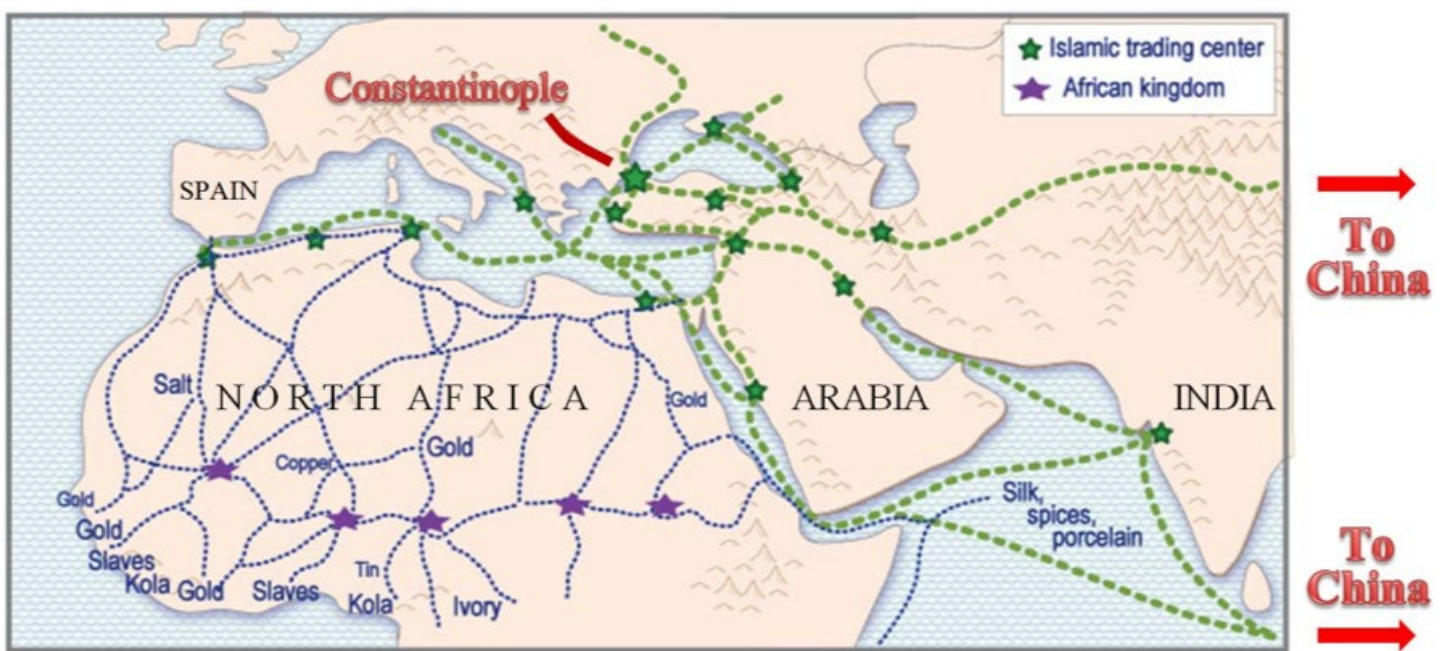 Islamic trading center
African kingdom
Constantinople
SPAIN
To
China
Salt
NORTH AFRICA
ARABIA
INDIA
Gold
Gold
Copper
Gold
Gold
Slaves
Kola
Gold
Slaves
Tin
Kola
Ivory
Silk,
spices,
porcelain
To
China